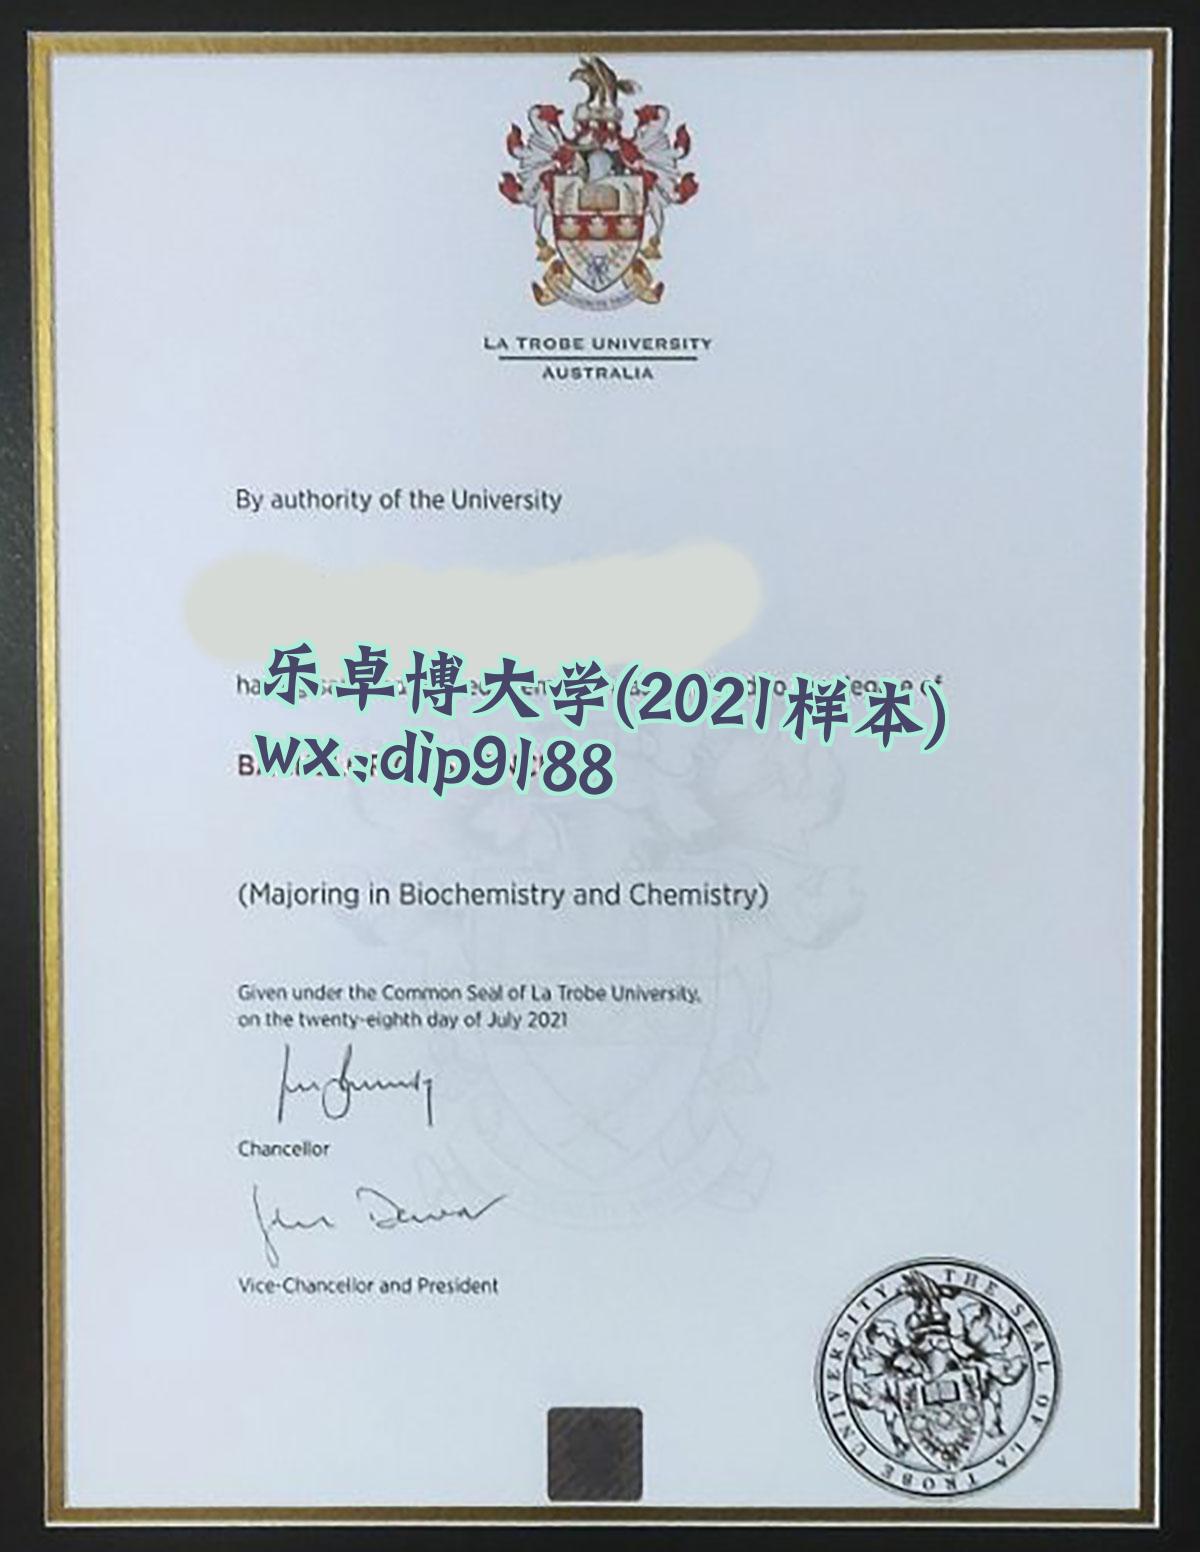 LA TROBE UNIVERSITY
AUSTRALIA
By authority of the University
乐卓博大学(2021样本)
wx:dip9188
(Majoring in Biochemistry and Chemistry)
Given under the Common Seal of La Trobe University,
on the twenty-eighth day of July 2021
Chancellor
Vice-Chancellor and President
THE SEAL OF LA TROBE UNIVERSITY